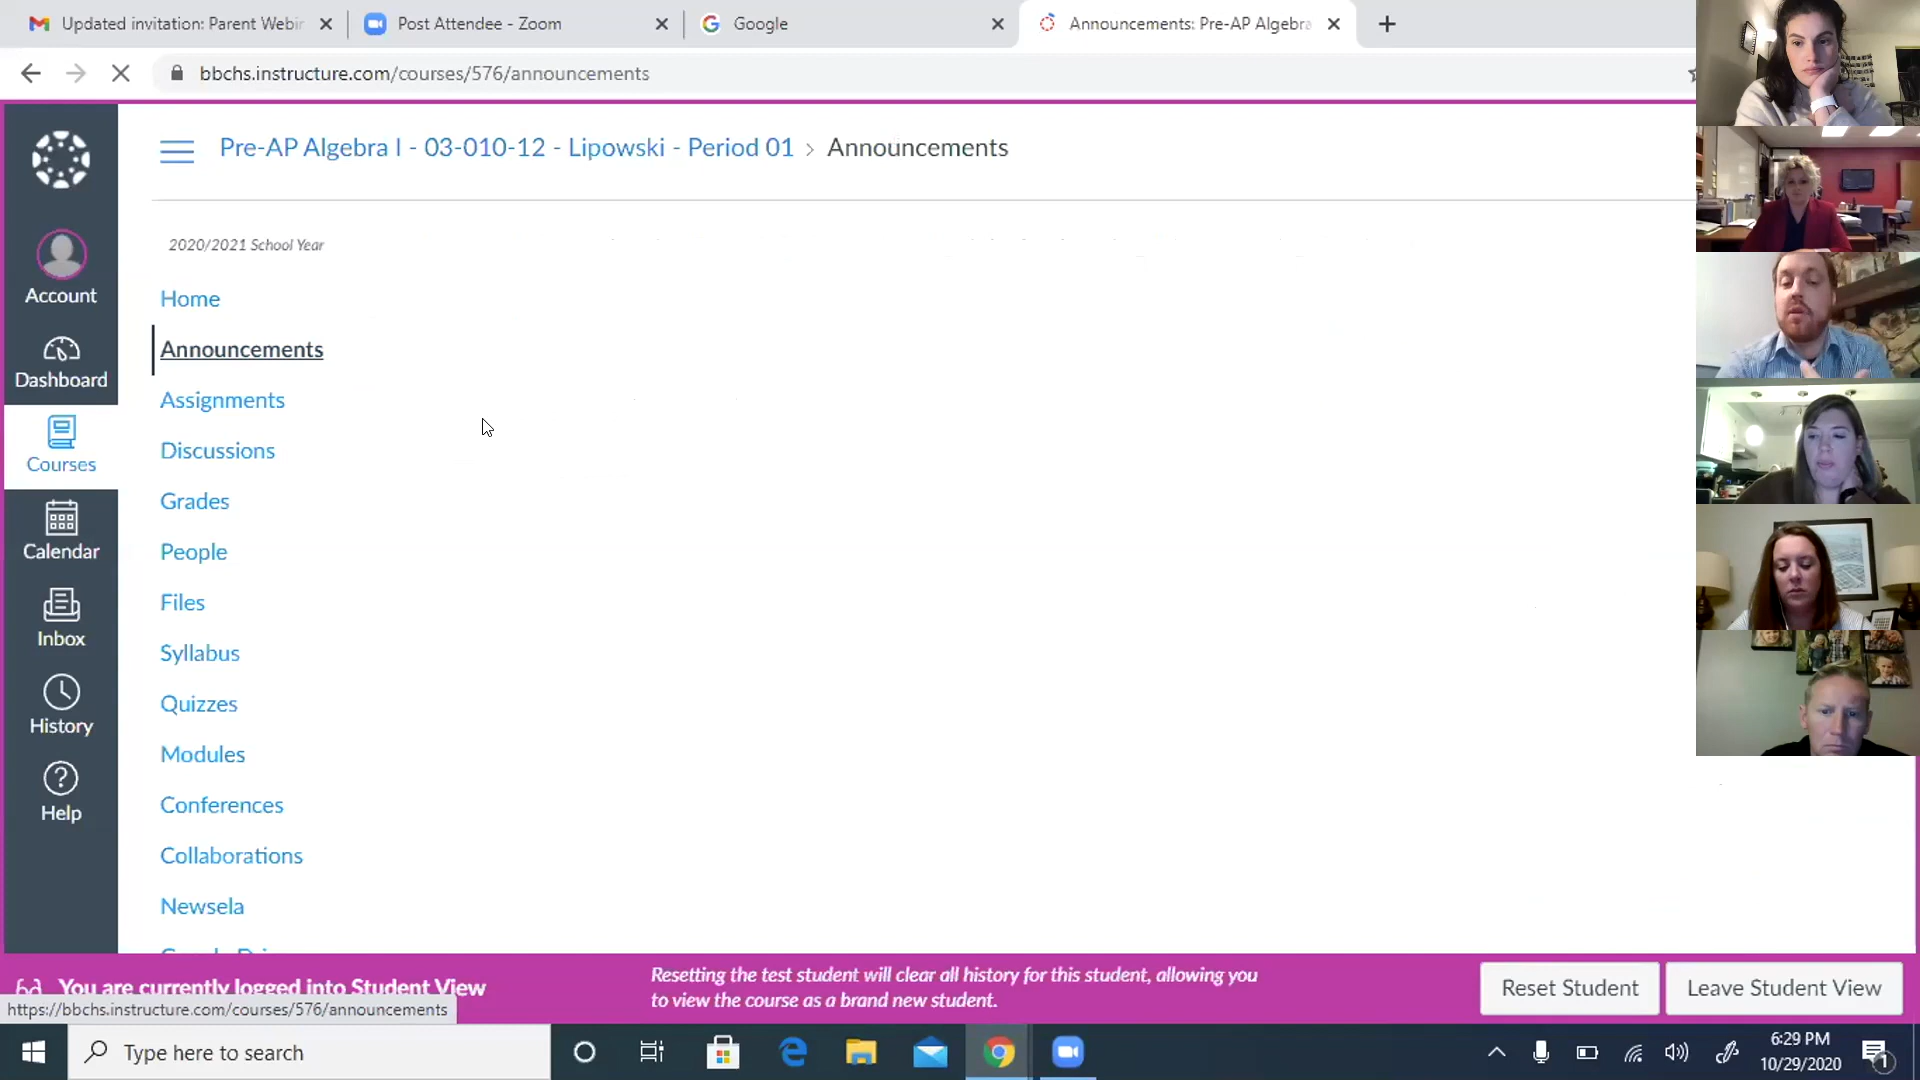 Updated invitation: Parent Webin
Post Attendee - Zoom
Google
Announcements: Pre-AP Algebra
bbchs.instructure.com/courses/576/announcements
Pre-AP Algebra I - 03-010-12 - Lipowski - Period 01 > Announcements
2020/2021 School Year
Account
Dashboard
Courses
Calendar
Inbox
History
Help
Home
Announcements
Assignments
Discussions
Grades
People
Files
Syllabus
Quizzes
Modules
Conferences
Collaborations
Newsela
You are currently logged into Student View
Resetting the test student will clear all history for this student, allowing you
to view the course as a brand new student.
Reset Student
Leave Student View
https://bbchs.instructure.com/courses/576/announcements
Type here to search
6:29 PM
10/29/2020
1